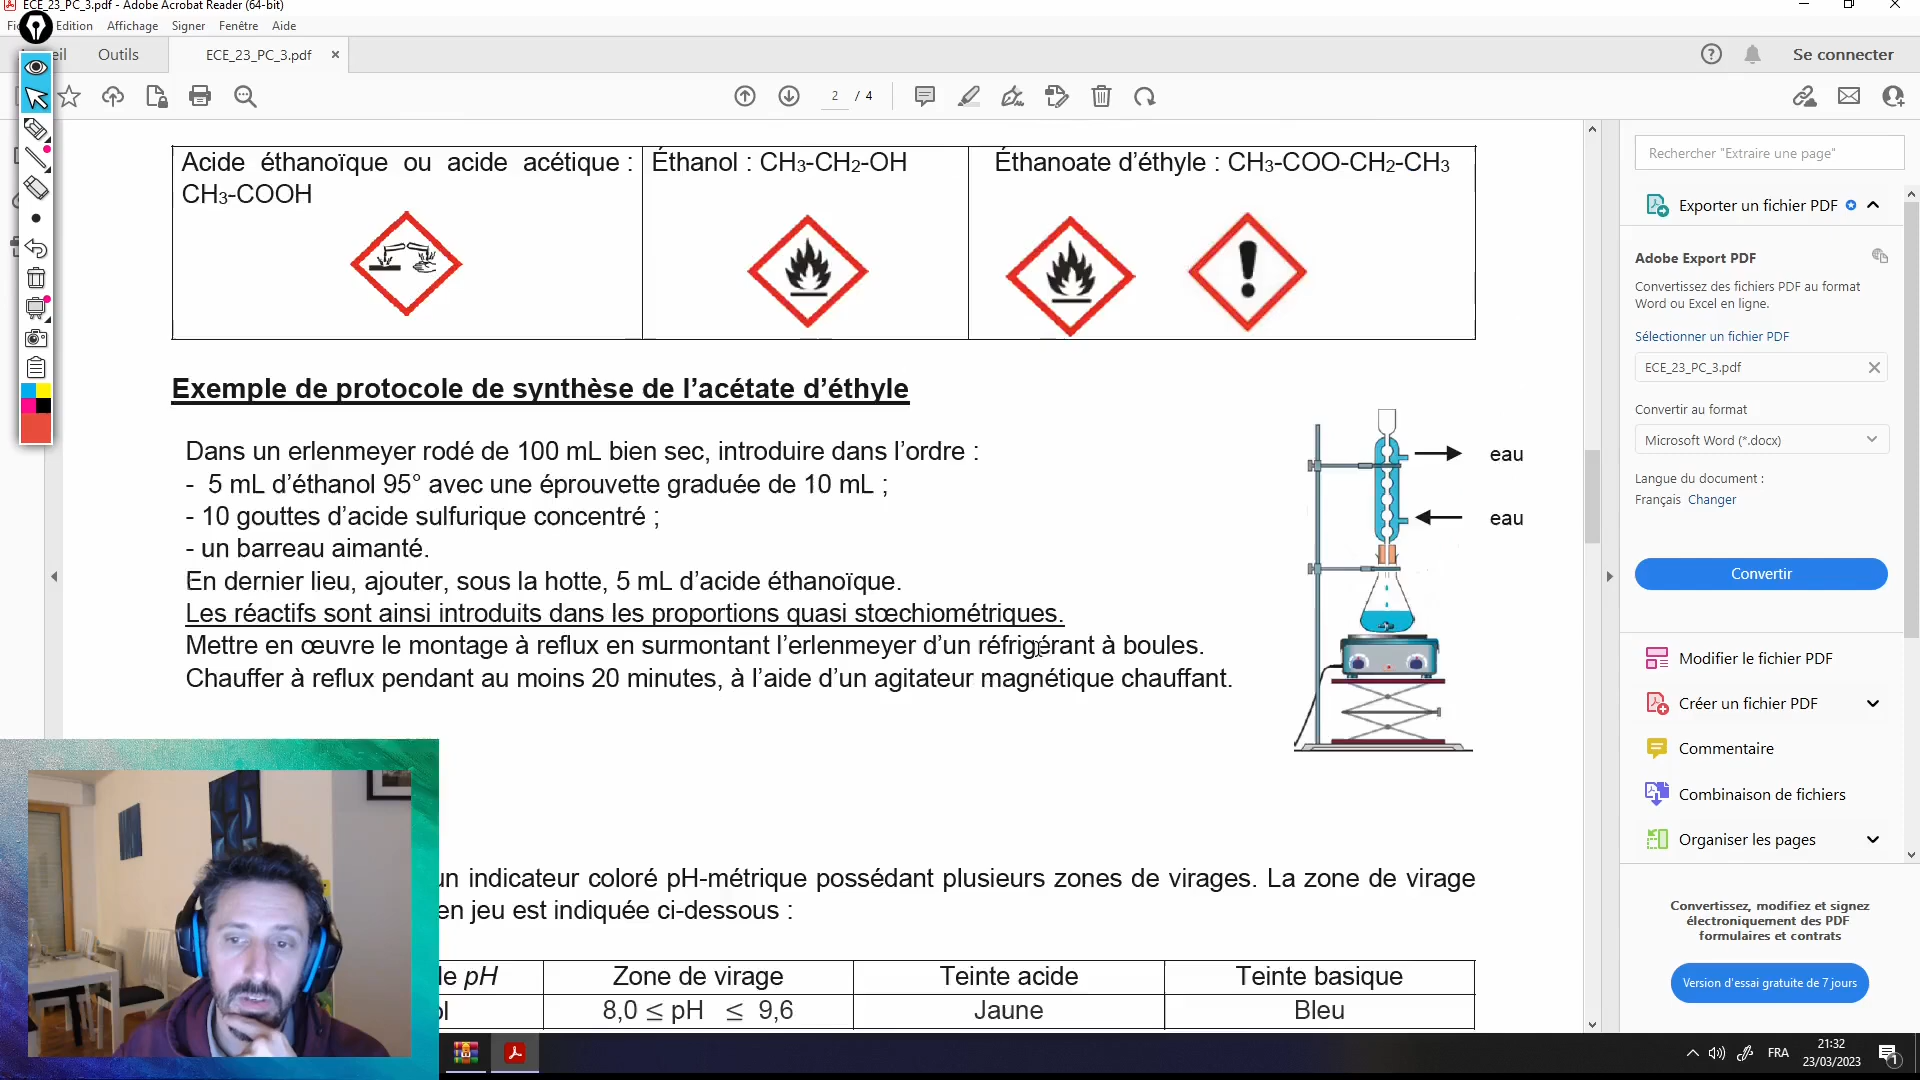 ECE_23_PC_3.pdf - Adobe Acrobat Reader (64-bit)
Edition Affichage Signer Fenêtre Aide
Outils ECE_23_PC_3.pdf × Se connecter
2 / 4
Acide éthanoïque ou acide acétique :
CH3-COOH
Éthanol : CH3-CH2-OH
Éthanoate d’éthyle : CH3-COO-CH2-CH3
Exemple de protocole de synthèse de l’acétate d’éthyle
Dans un erlenmeyer rodé de 100 mL bien sec, introduire dans l’ordre :
- 5 mL d’éthanol 95° avec une éprouvette graduée de 10 mL ;
- 10 gouttes d’acide sulfurique concentré ;
- un barreau aimanté.
En dernier lieu, ajouter, sous la hotte, 5 mL d’acide éthanoïque.
Les réactifs sont ainsi introduits dans les proportions quasi stœchiométriques.
Mettre en œuvre le montage à reflux en surmontant l’erlenmeyer d’un réfrigérant à boules.
Chauffer à reflux pendant au moins 20 minutes, à l’aide d’un agitateur magnétique chauffant.
eau
eau
un indicateur coloré pH-métrique possédant plusieurs zones de virages. La zone de virage
en jeu est indiquée ci-dessous :
pH Zone de virage Teinte acide Teinte basique
8,0 ≤ pH ≤ 9,6 Jaune Bleu
Rechercher "Extraire une page"
Exporter un fichier PDF
Adobe Export PDF
Convertissez des fichiers PDF au format
Word ou Excel en ligne.
Sélectionner un fichier PDF
ECE_23_PC_3.pdf
Convertir au format
Microsoft Word (*.docx)
Langue du document :
Français Changer
Convertir
Modifier le fichier PDF
Créer un fichier PDF
Commentaire
Combinaison de fichiers
Organiser les pages
Convertissez, modifiez et signez
électroniquement des PDF
formulaires et contrats
Version d'essai gratuite de 7 jours
FRA
21:32
23/03/2023
1